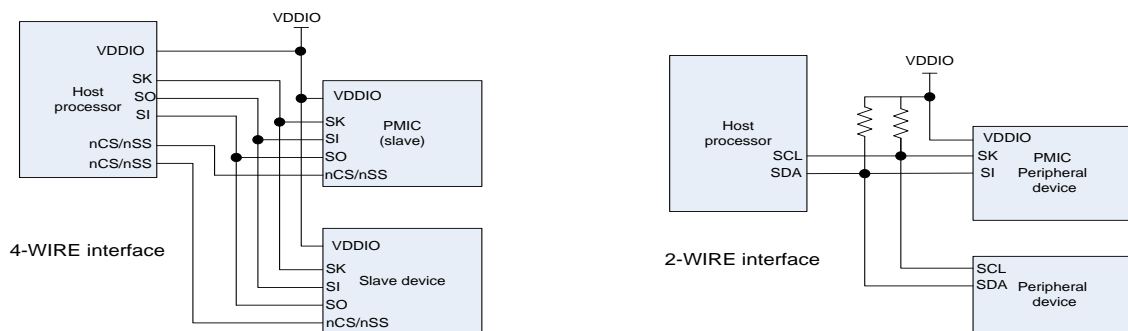 VDDIO
VDDIO
SK
Host
processor
SO
SI
nCS/nSS
nCS/nSS
VDDIO
SK
SI
SO
nCS/nSS
PMIC
(slave)
4-WIRE interface
VDDIO
SK
SI
SO
nCS/nSS
Slave device
VDDIO
Host
processor
SCL
SDA
VDDIO
SK
SI
PMIC
Peripheral
device
2-WIRE interface
SCL
SDA
Peripheral
device